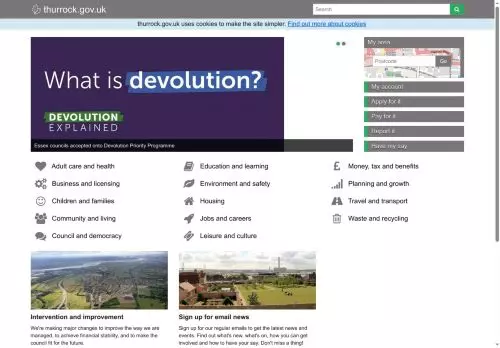 thurrock.gov.uk
Search
thurrock.gov.uk uses cookies to make the site simpler. Find out more about cookies
What is devolution?
DEVOLUTION
EXPLAINED
Essex councils accepted onto Devolution Priority Programme
My area
Postcode
Go
My account
Apply for it
Pay for it
Report it
Have my say
Adult care and health
Education and learning
Money, tax and benefits
Business and licensing
Environment and safety
Planning and growth
Children and families
Housing
Travel and transport
Community and living
Jobs and careers
Waste and recycling
Council and democracy
Leisure and culture
Intervention and improvement
We're making major changes to improve the way we are
managed, to achieve financial stability, and to make the
council fit for the future.
Sign up for email news
Sign up for our regular emails to get the latest news and
events. Find out what's new, what's on, how you can get
involved and how to have your say. Don't miss a thing!